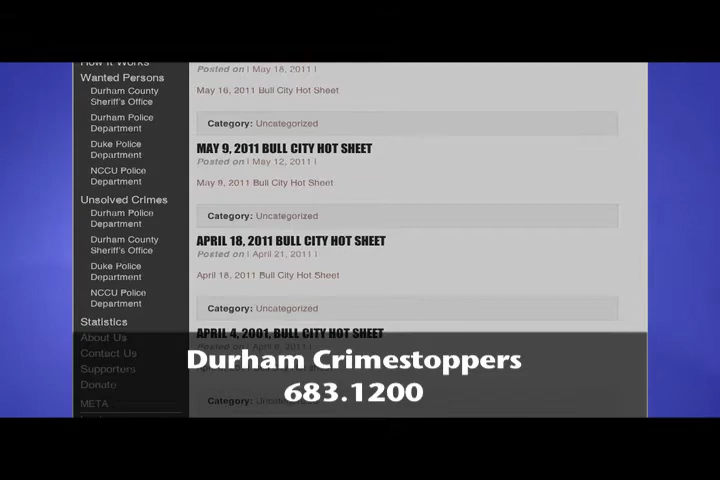 How It Works
Wanted Persons
Durham County
Sheriff's Office
Durham Police
Department
Duke Police
Department
NCCU Police
Department
Unsolved Crimes
Durham Police
Department
Durham County
Sheriff's Office
Duke Police
Department
NCCU Police
Department
Statistics
About Us
Contact Us
Supporters
Donate
META
Posted on | May 18, 2011 |
May 16, 2011 Bull City Hot Sheet
Category: Uncategorized
MAY 9, 2011 BULL CITY HOT SHEET
Posted on | May 12, 2011 |
May 9, 2011 Bull City Hot Sheet
Category: Uncategorized
APRIL 18, 2011 BULL CITY HOT SHEET
Posted on | April 21, 2011 |
April 18, 2011 Bull City Hot Sheet
Category: Uncategorized
APRIL 4, 2001, BULL CITY HOT SHEET
Durham Crimestoppers
683.1200
Category: